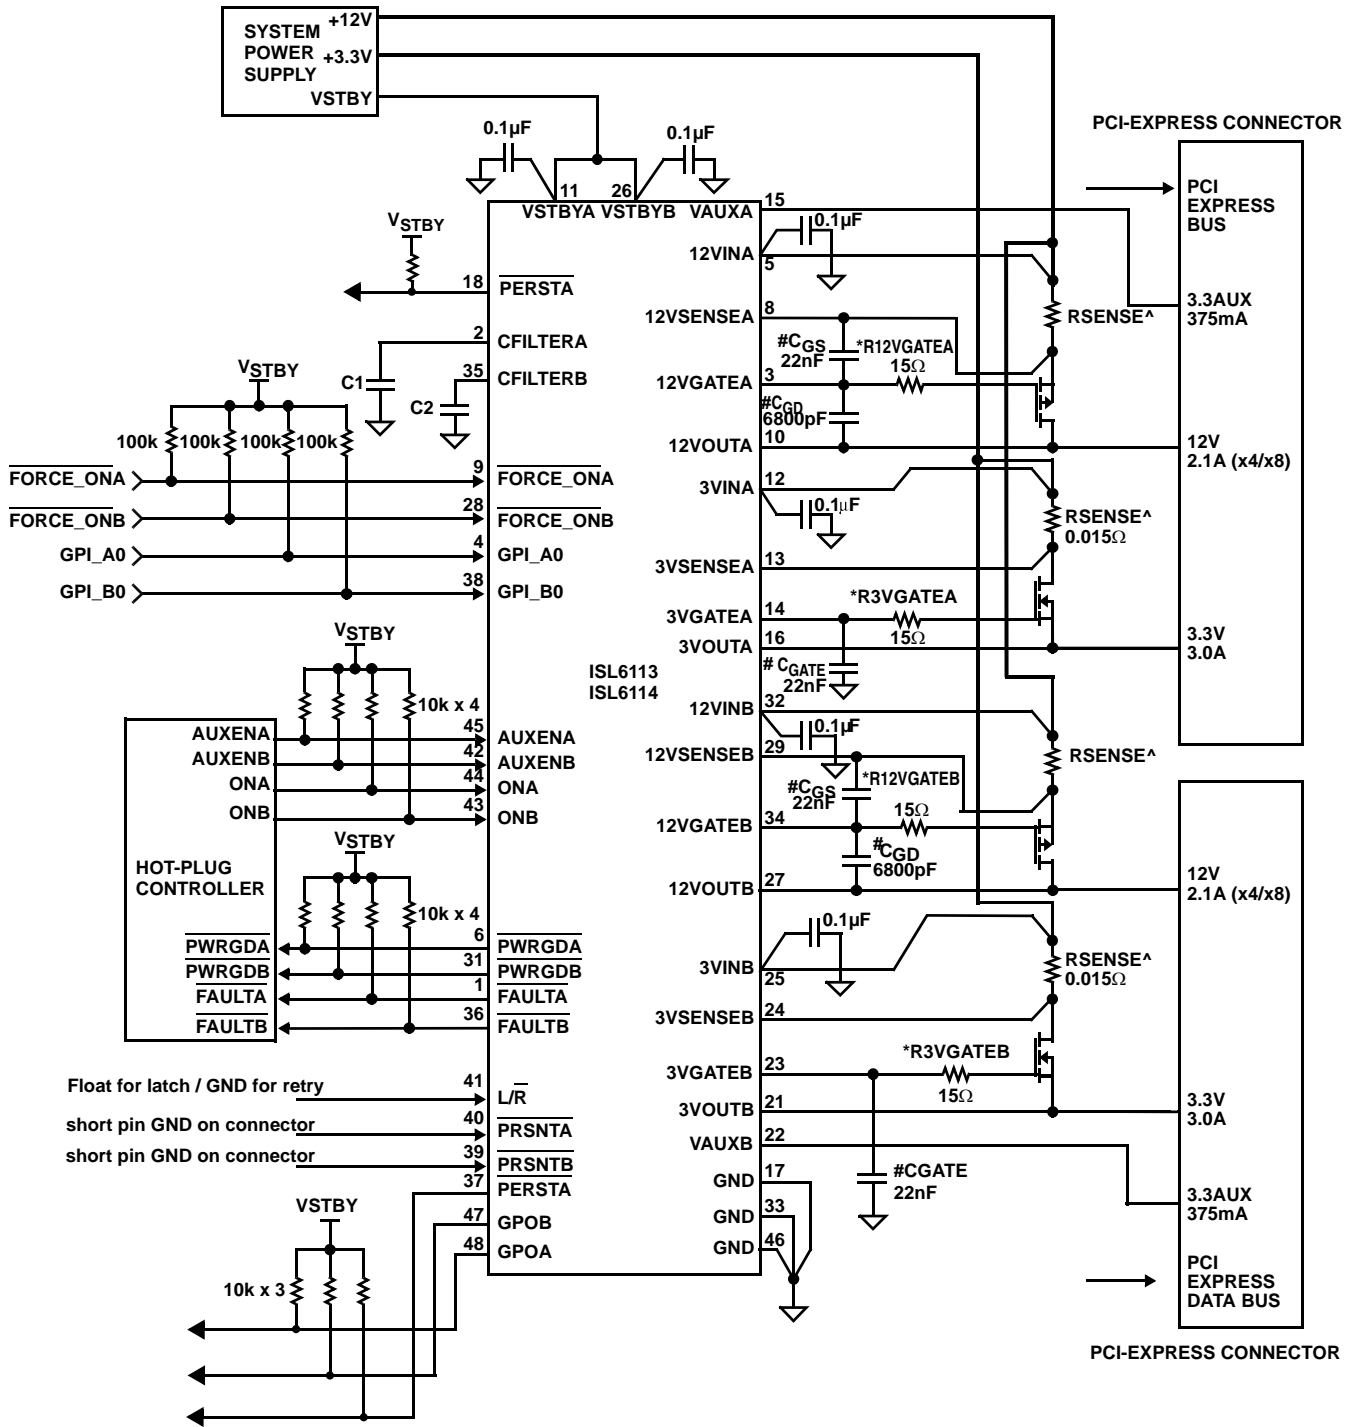 SYSTEM
POWER
SUPPLY
+12V
+3.3V
VSTBY
0.1µF
0.1µF
PCI-EXPRESS CONNECTOR
11
26
VSTBYA
VSTBYB
VAUXA
15
PCI
EXPRESS
BUS
VSTBY
0.1µF
12VINA
5
18
PERSTA
3.3AUX
375mA
12VSENSEA
8
RSENSE^
2
CFILTERA
#CGS
22nF
*R12VGATEA
15Ω
C1
35
CFILTERB
12VGATEA
3
VSTBY
C2
#CGD
6800pF
100k
100k
100k
100k
12VOUTA
10
12V
2.1A (x4/x8)
FORCE_ONA
9
FORCE_ONA
3VINA
12
0.1µF
RSENSE^
0.015Ω
FORCE_ONB
28
FORCE_ONB
GPI_A0
4
GPI_A0
3VSENSEA
13
GPI_B0
38
GPI_B0
*R3VGATEA
15Ω
3VGATEA
14
VSTBY
3VOUTA
16
3.3V
3.0A
ISL6113
ISL6114
# CGATE
22nF
10k x 4
12VINB
32
0.1µF
AUXENA
45
AUXENA
AUXENB
42
AUXENB
12VSENSEB
29
RSENSE^
ONA
44
ONA
#CGS
22nF
*R12VGATEB
15Ω
ONB
43
ONB
12VGATEB
34
VSTBY
HOT-PLUG
CONTROLLER
#CGD
6800pF
12VOUTB
27
12V
2.1A (x4/x8)
10k x 4
0.1µF
PWRGDA
6
PWRGDA
PWRGDB
31
PWRGDB
3VINB
25
RSENSE^
0.015Ω
FAULTA
1
FAULTA
FAULTB
36
FAULTB
3VSENSEB
24
*R3VGATEB
15Ω
3VGATEB
23
Float for latch / GND for retry
41
L/R
3VOUTB
21
3.3V
3.0A
short pin GND on connector
40
PRSNTA
VAUXB
22
short pin GND on connector
39
PRSNTB
GND
17
#CGATE
22nF
37
PERSTA
3.3AUX
375mA
VSTBY
47
GPOB
GND
33
48
GPOA
GND
46
10k x 3
PCI
EXPRESS
DATA BUS
PCI-EXPRESS CONNECTOR